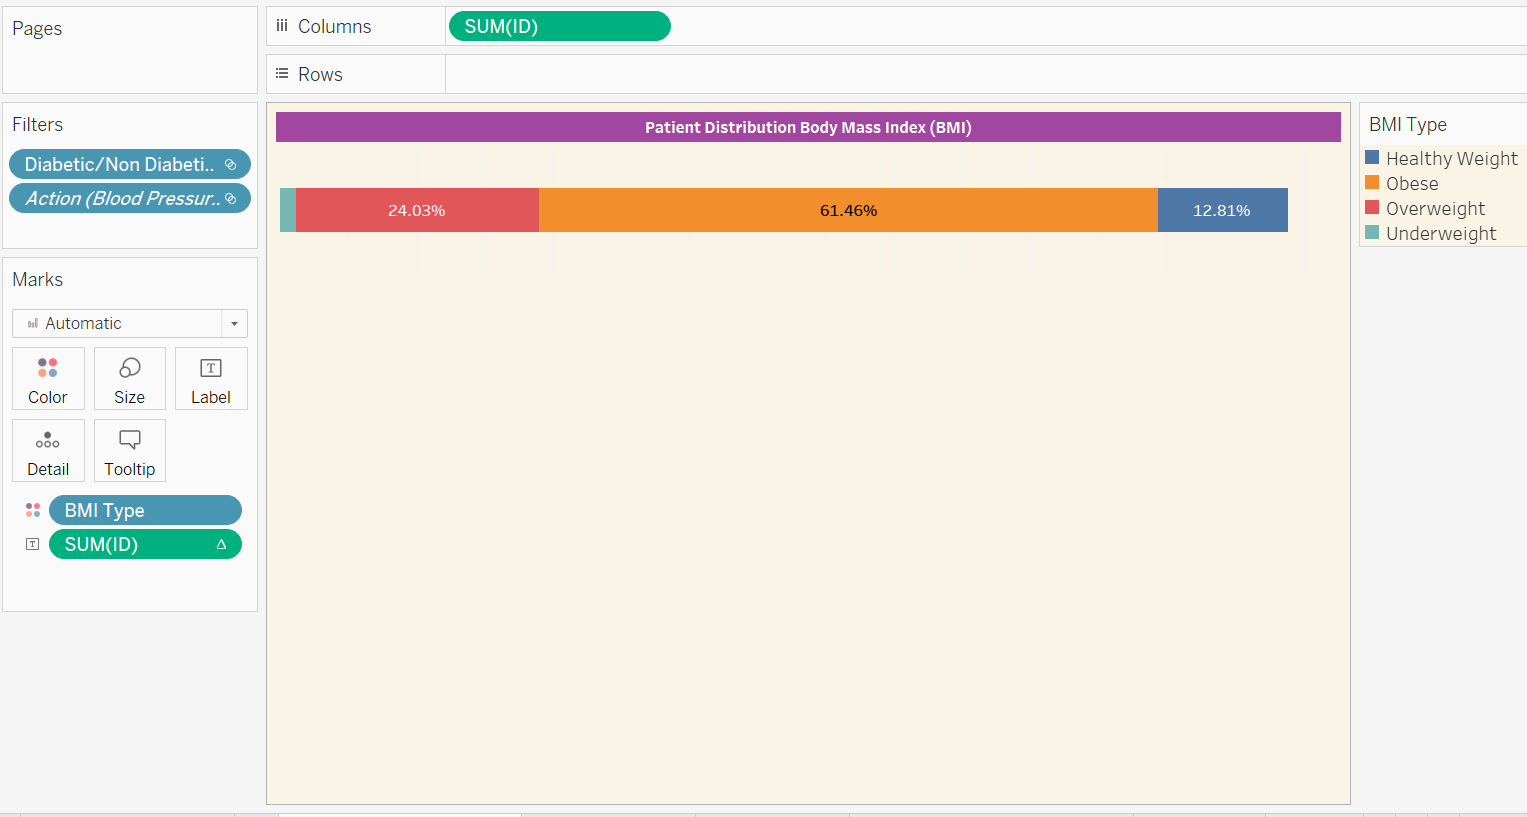 Pages
Columns
SUM(ID)
Rows
Filters
Diabetic/Non Diabeti..
Action (Blood Pressur..
Marks
Automatic
Color
Size
Label
Detail
Tooltip
BMI Type
SUM(ID)
Patient Distribution Body Mass Index (BMI)
24.03%
61.46%
12.81%
BMI Type
Healthy Weight
Obese
Overweight
Underweight